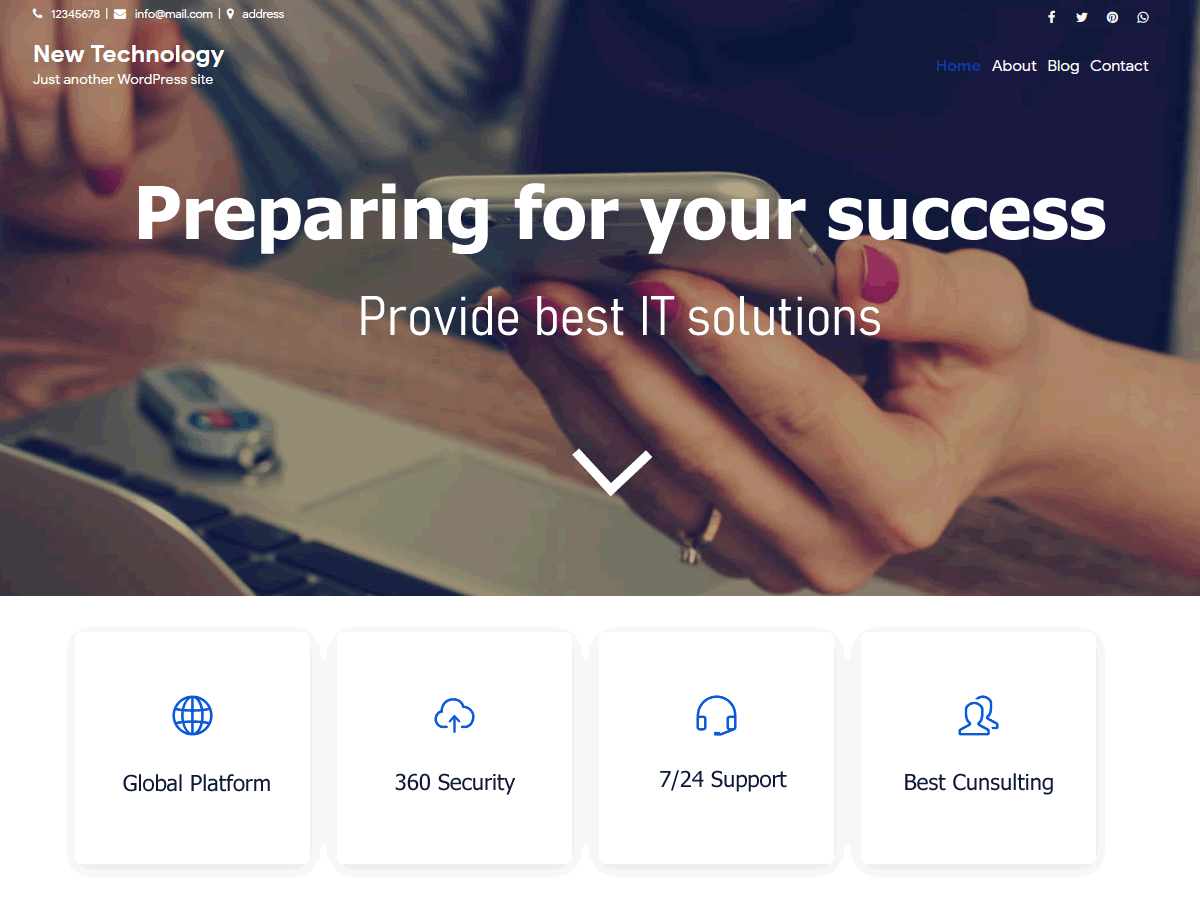 12345678 | info@mail.com | address
New Technology
Just another WordPress site
Home About Blog Contact
Preparing for your success
Provide best IT solutions
Global Platform
360 Security
7/24 Support
Best Cunsulting